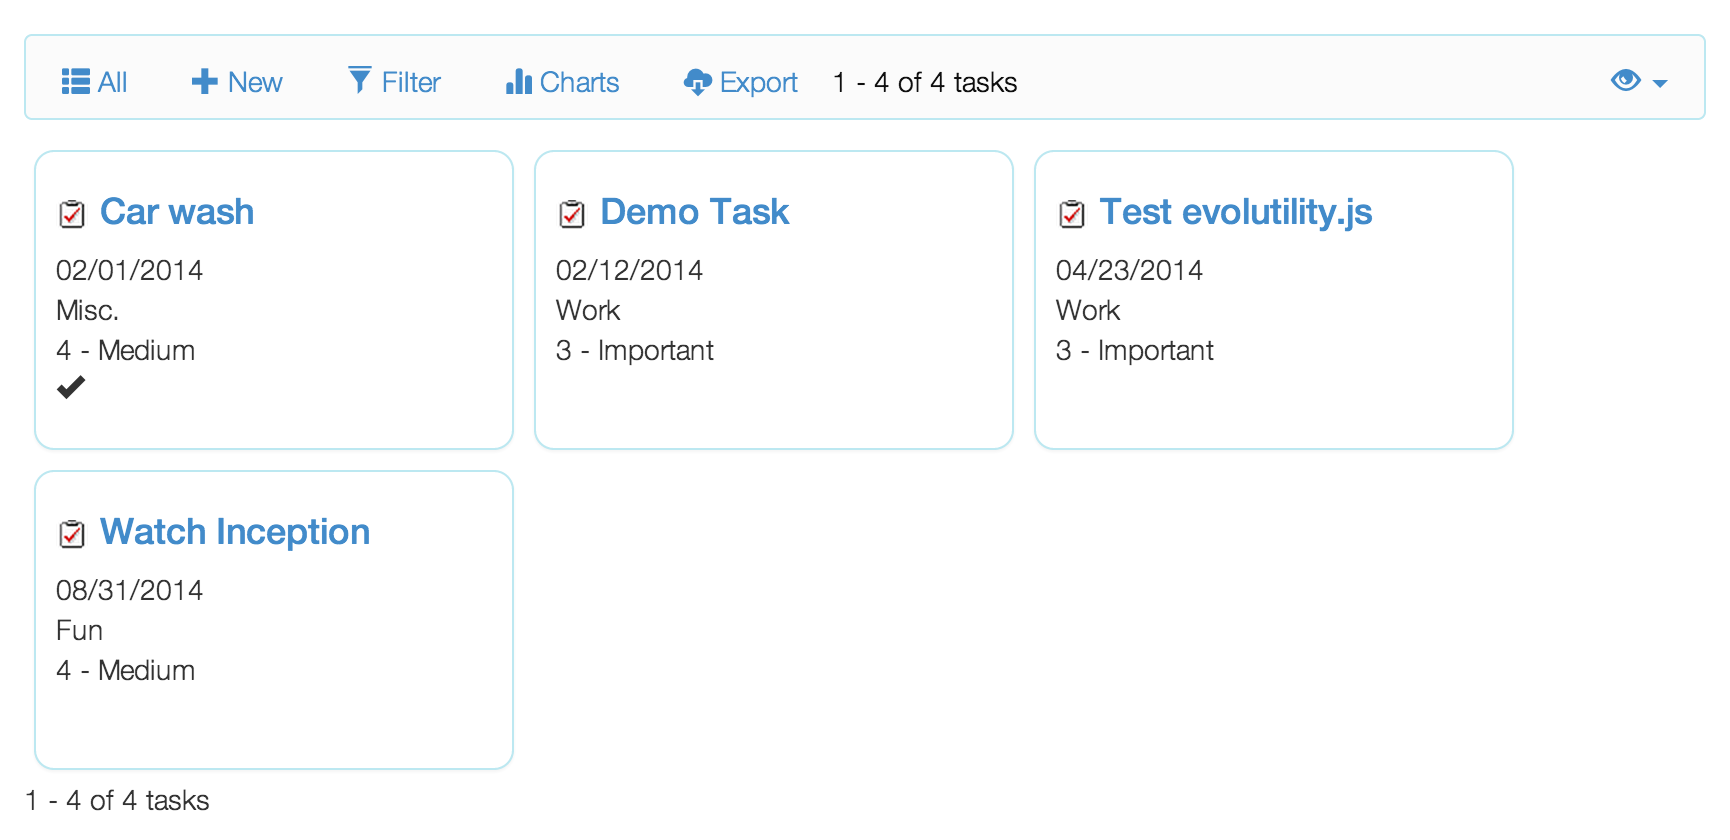 All New Filter Charts Export 1 - 4 of 4 tasks
Car wash
02/01/2014
Misc.
4 - Medium
Demo Task
02/12/2014
Work
3 - Important
Test evolutility.js
04/23/2014
Work
3 - Important
Watch Inception
08/31/2014
Fun
4 - Medium
1 - 4 of 4 tasks